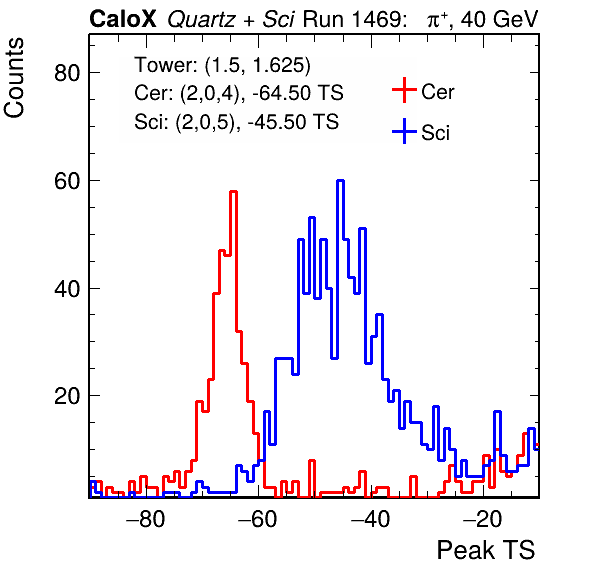 CaloX Quartz + Sci Run 1469: π+, 40 GeV
Counts
Tower: (1.5, 1.625)
Cer: (2,0,4), -64.50 TS
Sci: (2,0,5), -45.50 TS
Cer
Sci
80
60
40
20
−80 −60 −40 −20
Peak TS